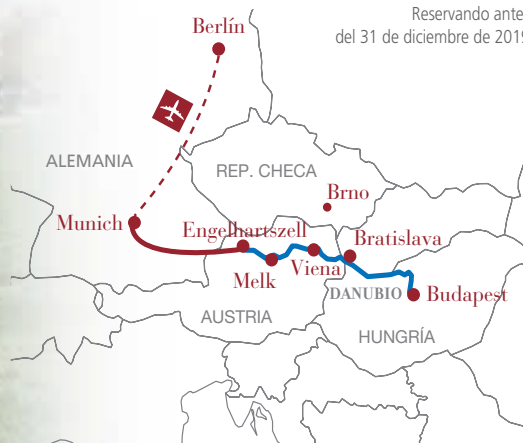 Reservando ante
del 31 de diciembre de 2019
Berlín
ALEMANIA
REP. CHECA
Brno
Munich
Engelhartszell
Bratislava
Melk
Viena
DANUBIO
Budapest
AUSTRIA
HUNGRÍA